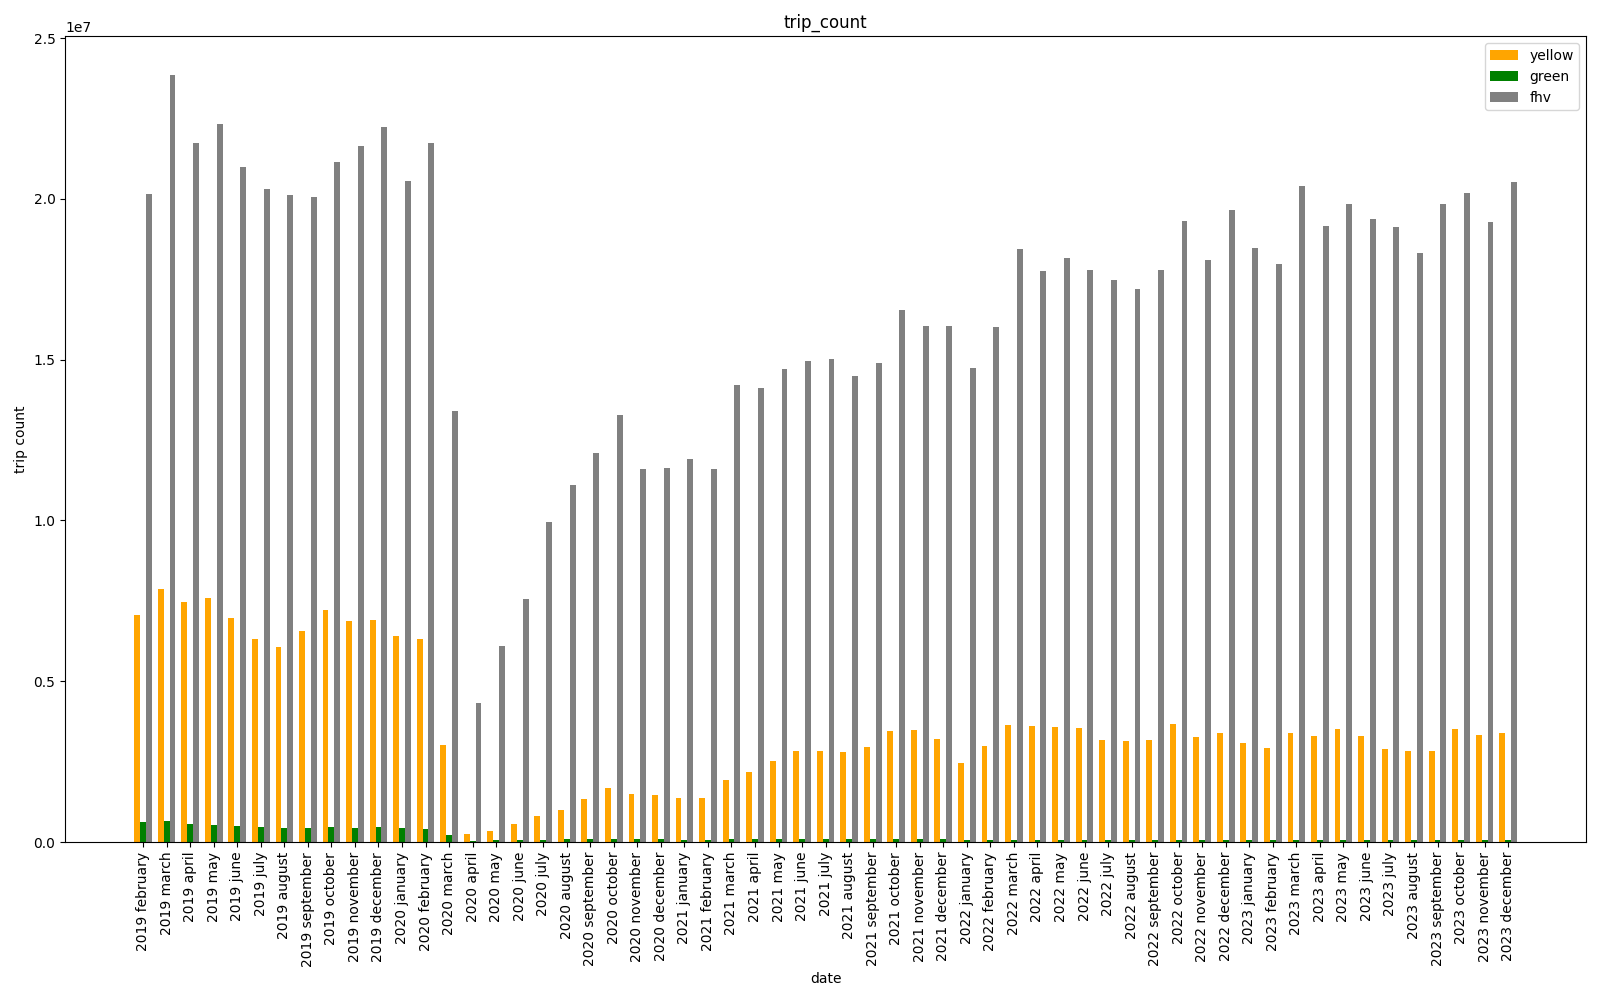 trip_count
1e7
2.5
2.0
1.5
1.0
0.5
0.0
trip count
yellow
green
fhv
2019 february
2019 march
2019 april
2019 may
2019 june
2019 july
2019 august
2019 september
2019 october
2019 november
2019 december
2020 january
2020 february
2020 march
2020 april
2020 may
2020 june
2020 july
2020 august
2020 september
2020 october
2020 november
2020 december
2021 january
2021 february
2021 march
2021 april
2021 may
2021 june
2021 july
2021 august
2021 september
2021 october
2021 november
2021 december
2022 january
2022 february
2022 march
2022 april
2022 may
2022 june
2022 july
2022 august
2022 september
2022 october
2022 november
2022 december
2023 january
2023 february
2023 march
2023 april
2023 may
2023 june
2023 july
2023 august
2023 september
2023 october
2023 november
2023 december
date